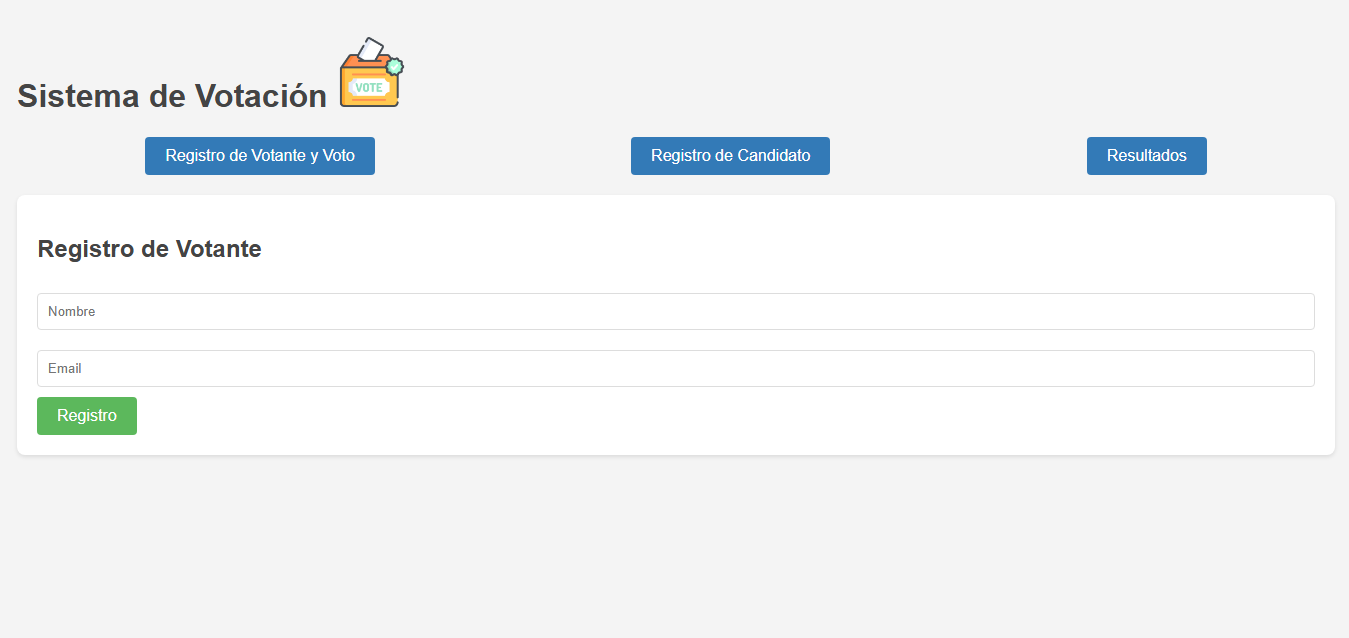 Sistema de Votación
VOTE
Registro de Votante y Voto
Registro de Candidato
Resultados
Registro de Votante
Nombre
Email
Registro